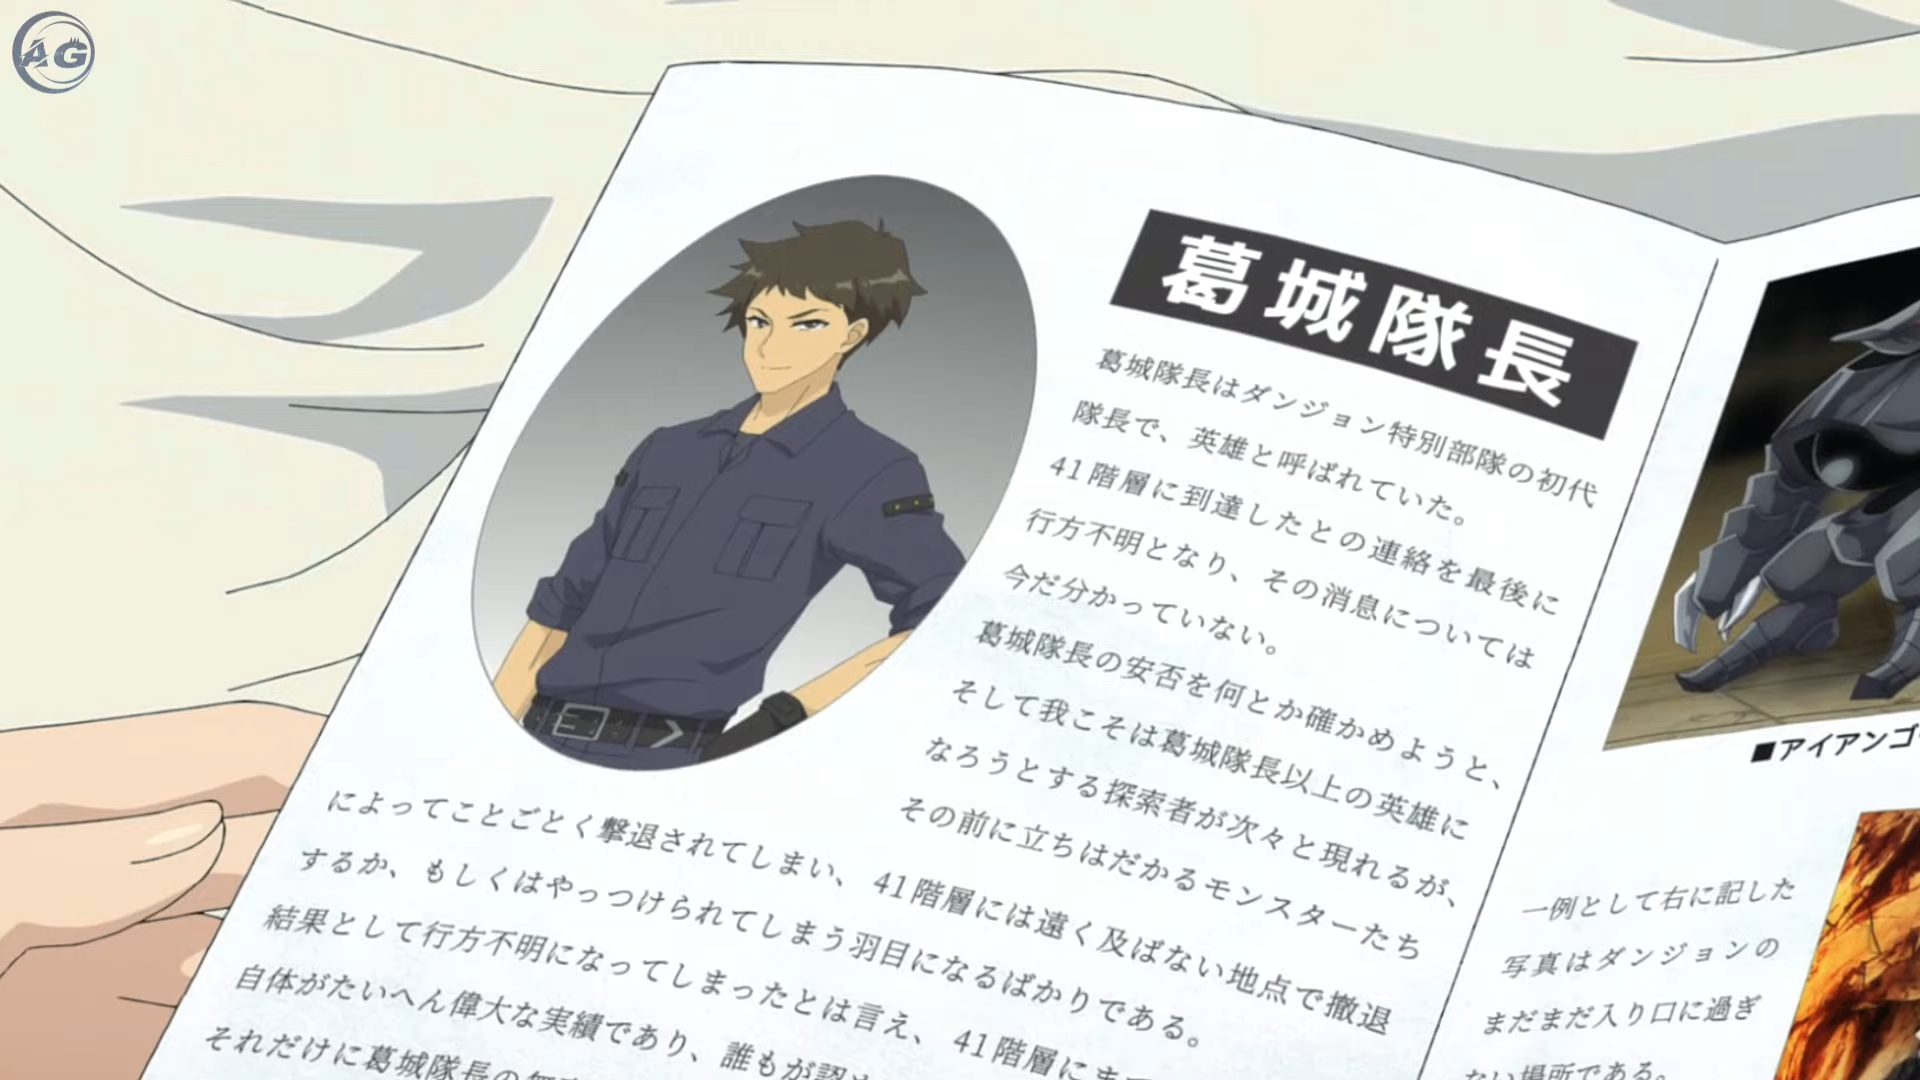 AG
葛城隊長
葛城隊長はダンジョン特別部隊の初代
隊長で、英雄と呼ばれていた。
41階層に到達したとの連絡を最後に
行方不明となり、その消息については
今だ分かっていない。
葛城隊長の安否を何とか確かめようと、
そして我こそは葛城隊長以上の英雄に
なろうとする探索者が次々と現れるが、
その前に立ちはだかるモンスターたち
によってことごとく撃退されてしまい、41階層には遠く及ばない地点で撤退
するか、もしくはやっつけられてしまう羽目になるばかりである。
結果として行方不明になってしまったとは言え、41階層にま
自体がたいへん偉大な実績であり、誰もが認め
それだけに葛城隊長の
■アイアンゴ
一例として右に記した
写真はダンジョンの
まだまだ入り口に過ぎ
ない場所である。